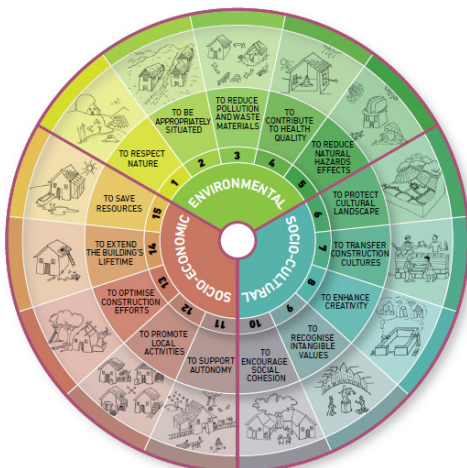 ENVIRONMENTAL
1
TO RESPECT
NATURE
2
TO BE
APPROPRIATELY
SITUATED
3
TO REDUCE
POLLUTION
AND WASTE
MATERIALS
4
TO
CONTRIBUTE
TO HEALTH
QUALITY
5
TO REDUCE
NATURAL
HAZARDS
EFFECTS
SOCIO-CULTURAL
6
TO PROTECT
CULTURAL
LANDSCAPE
7
TO TRANSFER
CONSTRUCTION
CULTURES
8
TO ENHANCE
CREATIVITY
9
TO
RECOGNISE
INTANGIBLE
VALUES
10
TO
ENCOURAGE
SOCIAL
COHESION
SOCIO-ECONOMIC
11
TO SUPPORT
AUTONOMY
12
TO PROMOTE
LOCAL
ACTIVITIES
13
TO OPTIMISE
CONSTRUCTION
EFFORTS
14
TO EXTEND
THE BUILDING'S
LIFETIME
15
TO SAVE
RESOURCES